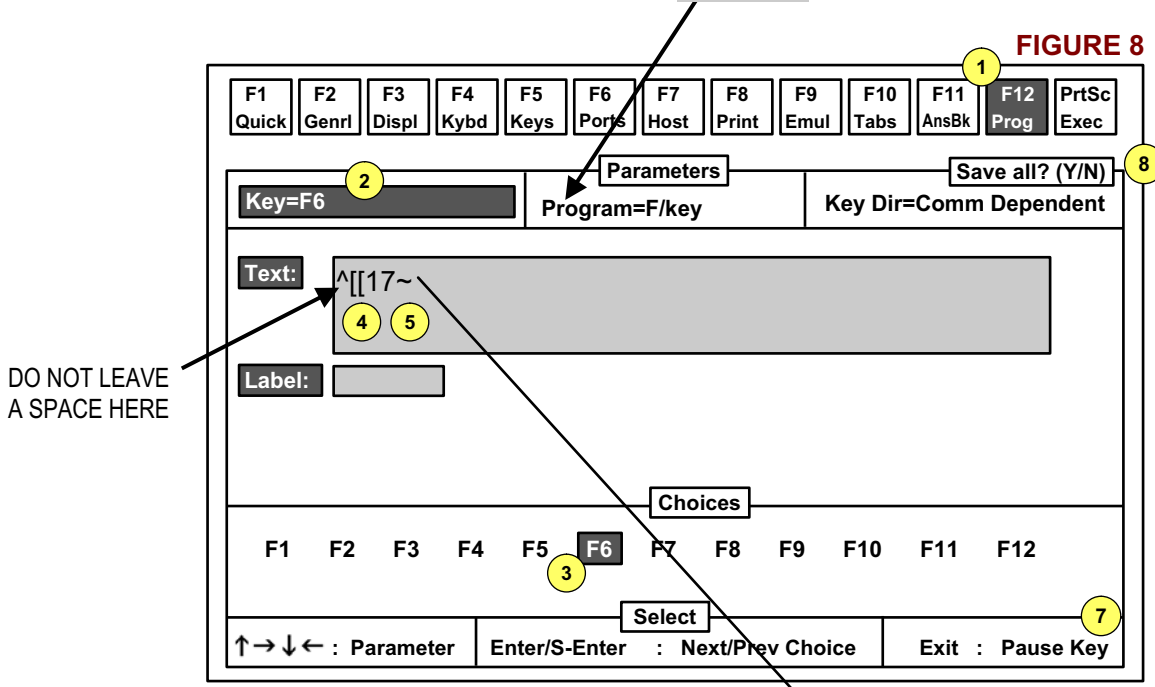 FIGURE 8
1
F1 F2 F3 F4 F5 F6 F7 F8 F9 F10 F11 F12 PrtSc
Quick Genrl Displ Kybd Keys Ports Host Print Emul Tabs AnsBk Prog Exec
Parameters Save all? (Y/N) 8
2
Key=F6 Program=F/key Key Dir=Comm Dependent
Text: ^[[17~
4 5
DO NOT LEAVE
A SPACE HERE
Label:
Choices
F1 F2 F3 F4 F5 F6 F7 F8 F9 F10 F11 F12
3
Select 7
↑→↓← : Parameter Enter/S-Enter : Next/Prev Choice Exit : Pause Key